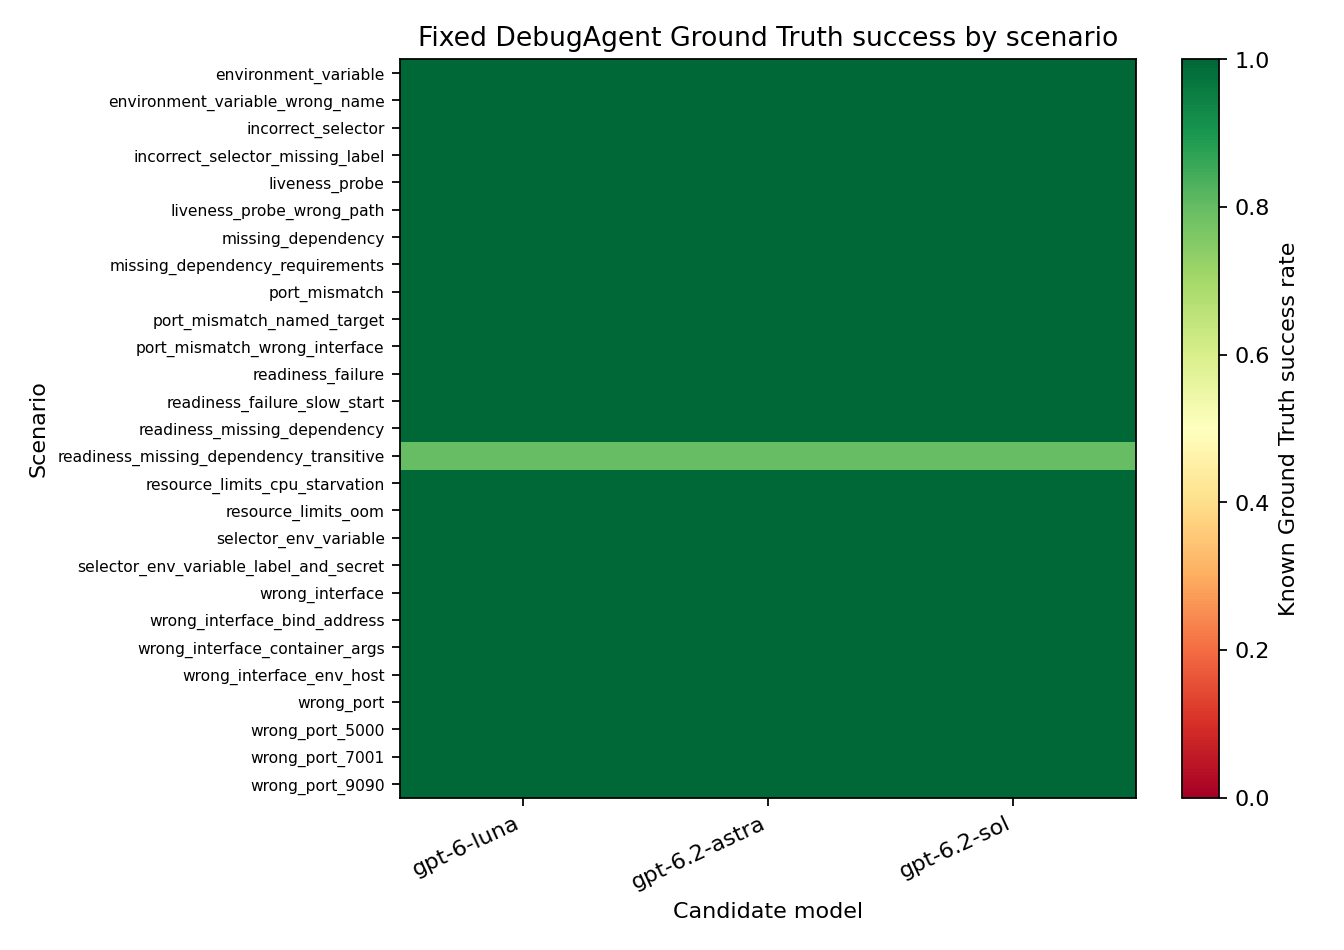 Fixed DebugAgent Ground Truth success by scenario
Scenario
environment_variable
environment_variable_wrong_name
incorrect_selector
incorrect_selector_missing_label
liveness_probe
liveness_probe_wrong_path
missing_dependency
missing_dependency_requirements
port_mismatch
port_mismatch_named_target
port_mismatch_wrong_interface
readiness_failure
readiness_failure_slow_start
readiness_missing_dependency
readiness_missing_dependency_transitive
resource_limits_cpu_starvation
resource_limits_oom
selector_env_variable
selector_env_variable_label_and_secret
wrong_interface
wrong_interface_bind_address
wrong_interface_container_args
wrong_interface_env_host
wrong_port
wrong_port_5000
wrong_port_7001
wrong_port_9090
gpt-6-luna
gpt-6.2-astra
gpt-6.2-sol
Candidate model
1.0
0.8
0.6
0.4
0.2
0.0
Known Ground Truth success rate